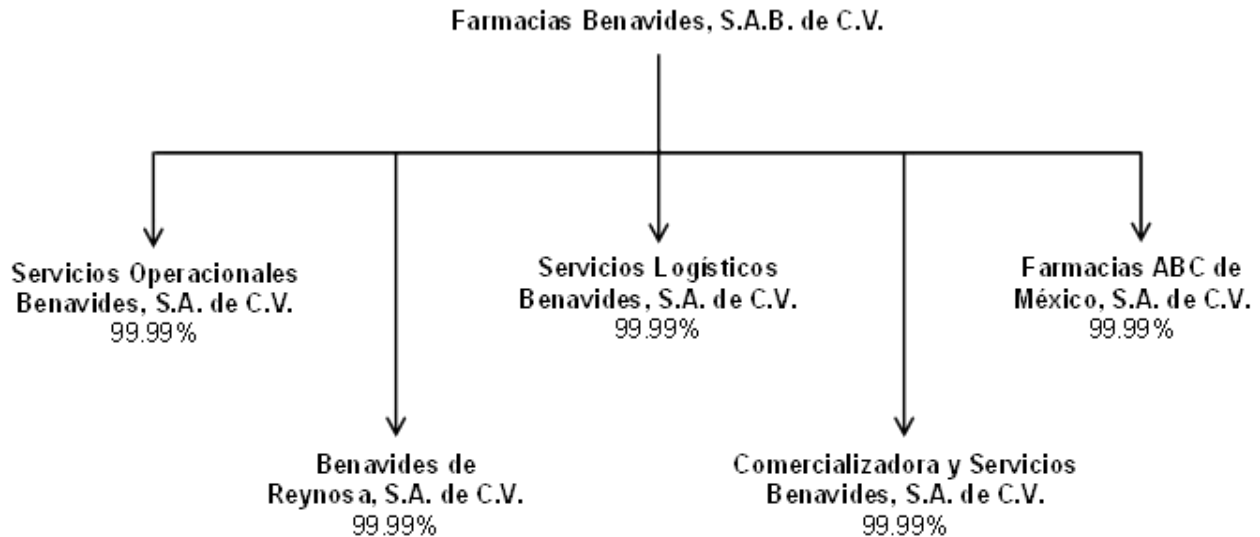 Farmacias Benavides, S.A.B. de C.V.
Servicios Operacionales
Benavides, S.A. de C.V.
99.99%
Servicios Logísticos
Benavides, S.A. de C.V.
99.99%
Farmacias ABC de
México, S.A. de C.V.
99.99%
Benavides de
Reynosa, S.A. de C.V.
99.99%
Comercializadora y Servicios
Benavides, S.A. de C.V.
99.99%